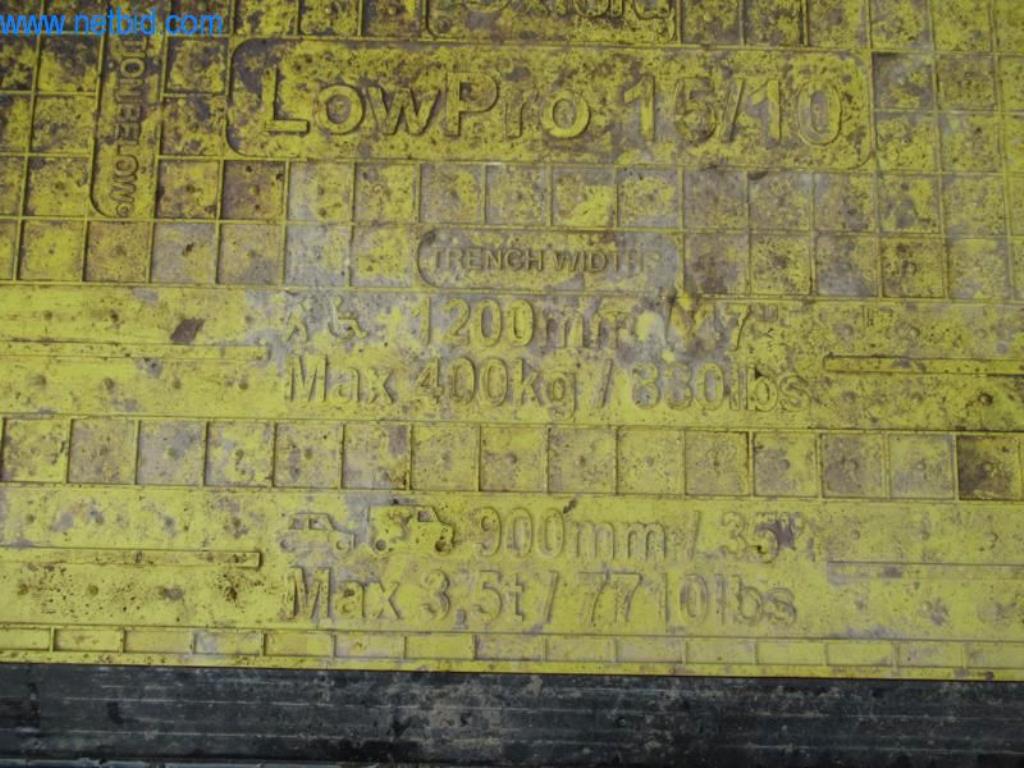 www.netbid.com
LowPro 15/10
BELOW
TRENCH WIDTH
1200mm / 47"
Max 400kg / 880lbs
900mm / 35"
Max 3,5t / 7710lbs